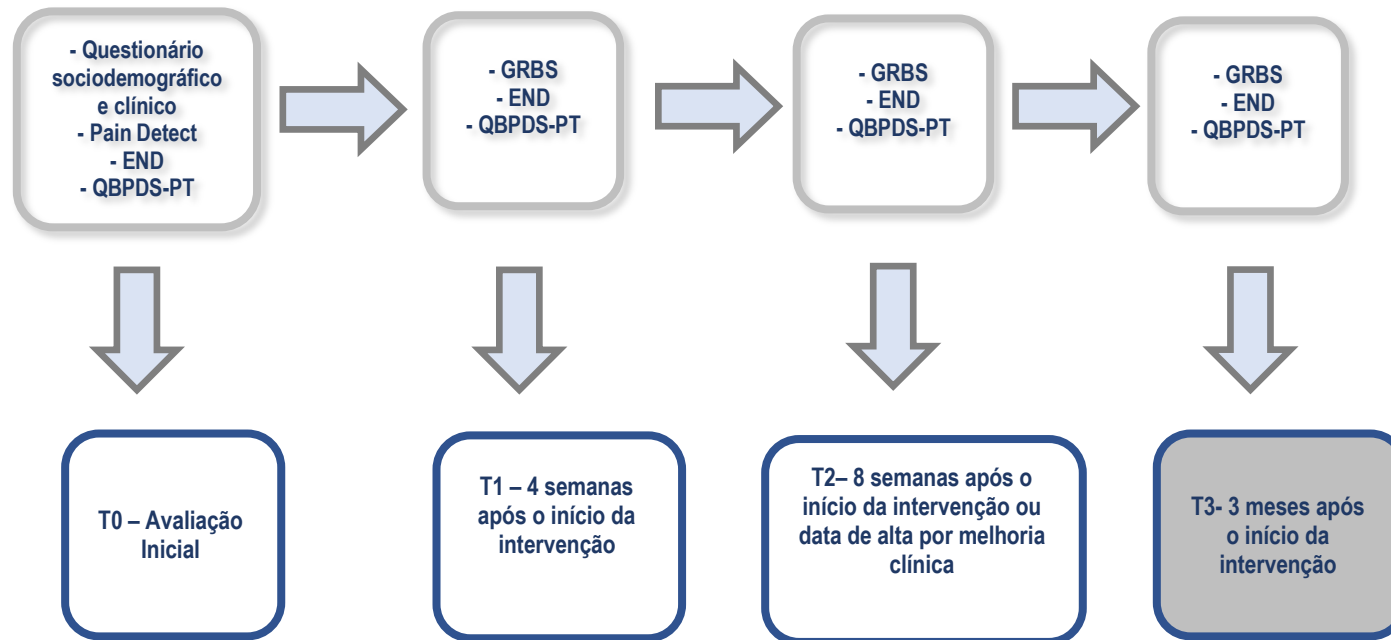 - Questionário
sociodemográfico
e clínico
- Pain Detect
- END
- QBPDS-PT
- GRBS
- END
- QBPDS-PT
- GRBS
- END
- QBPDS-PT
- GRBS
- END
- QBPDS-PT
T0 – Avaliação
Inicial
T1 – 4 semanas
após o início da
intervenção
T2– 8 semanas após o
início da intervenção ou
data de alta por melhoria
clínica
T3- 3 meses após
o início da
intervenção